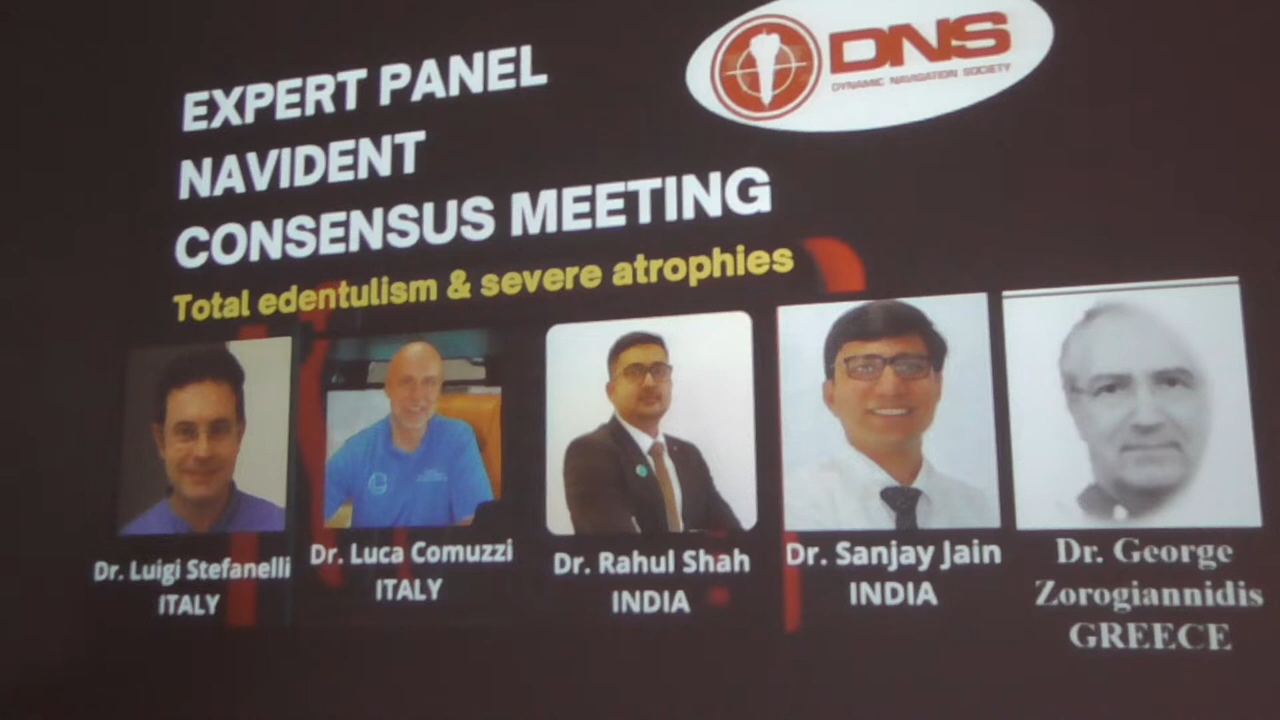 EXPERT PANEL
NAVIDENT
CONSENSUS MEETING
Total edentulism & severe atrophies
DNS
DYNAMIC NAVIGATION SOCIETY
Dr. Luigi Stefanelli
ITALY
Dr. Luca Comuzzi
ITALY
Dr. Rahul Shah
INDIA
Dr. Sanjay Jain
INDIA
Dr. George
Zorogiannidis
GREECE